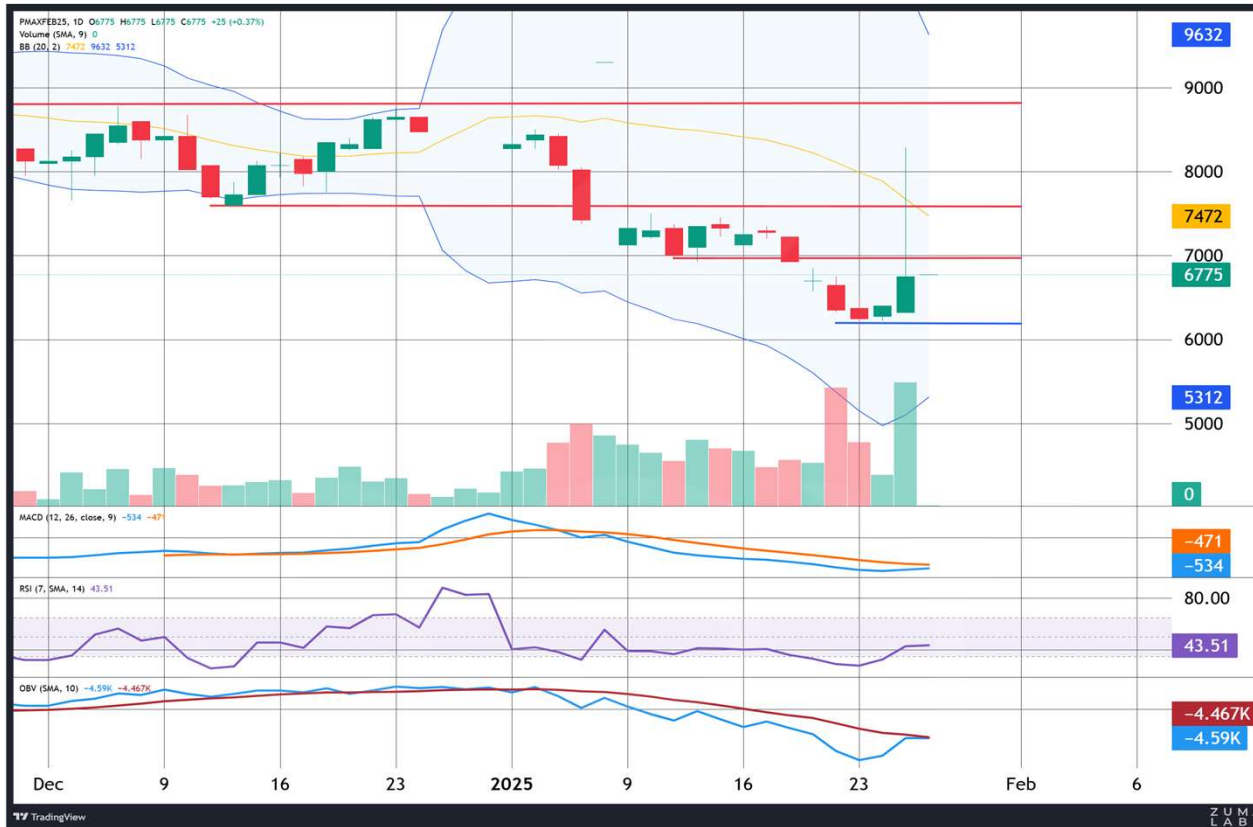 PMAXFEB25, 1D O6775 H6775 L6775 C6775 +25 (+0.37%)
Volume (SMA, 9) 0
BB (20, 2) 7472 9632 5312
9632
9000
8000
7472
7000
6775
6000
5312
5000
0
MACD (12, 26, close, 9) −534 −471
−471
−534
RSI (7, SMA, 14) 43.51
80.00
43.51
OBV (SMA, 10) −4.59K −4.467K
−4.467K
−4.59K
Dec 9 16 23 2025 9 16 23 Feb 6
TradingView
ZUM
LAB